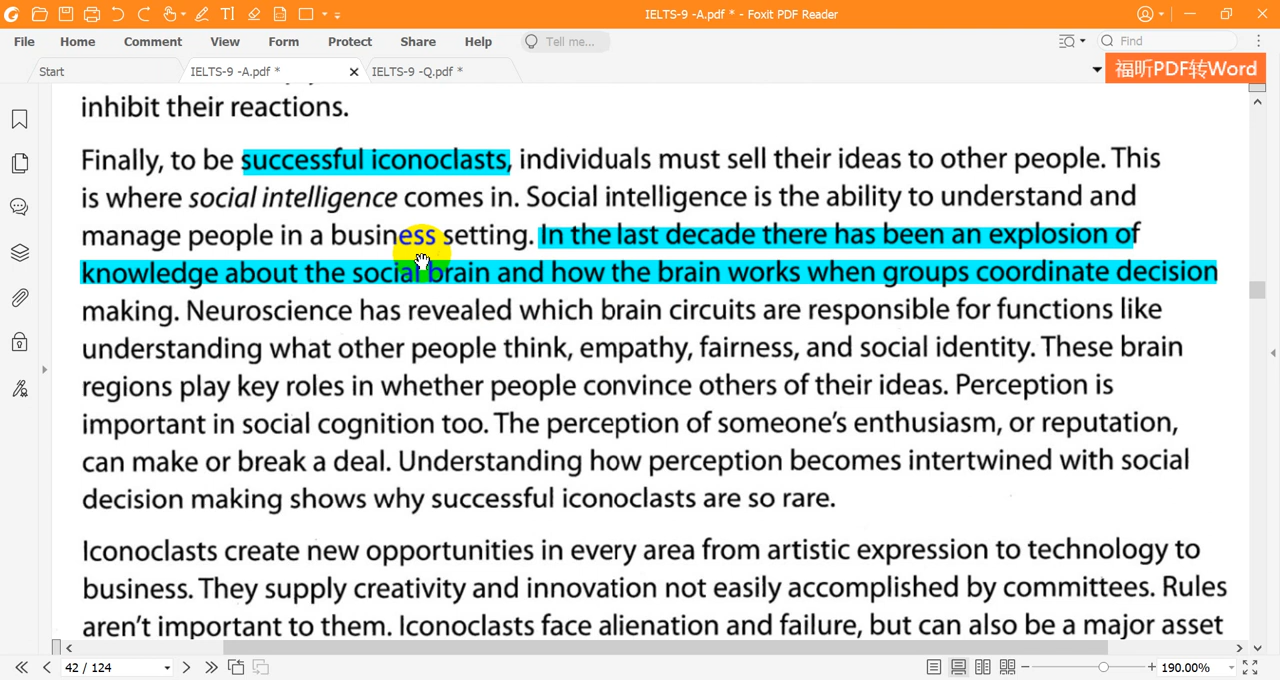 IELTS-9 -A.pdf * - Foxit PDF Reader
File Home Comment View Form Protect Share Help Tell me... Find
Start IELTS-9 -A.pdf * IELTS-9 -Q.pdf * 福昕PDF转Word
inhibit their reactions.
Finally, to be successful iconoclasts, individuals must sell their ideas to other people. This
is where social intelligence comes in. Social intelligence is the ability to understand and
manage people in a business setting. In the last decade there has been an explosion of
knowledge about the social brain and how the brain works when groups coordinate decision
making. Neuroscience has revealed which brain circuits are responsible for functions like
understanding what other people think, empathy, fairness, and social identity. These brain
regions play key roles in whether people convince others of their ideas. Perception is
important in social cognition too. The perception of someone's enthusiasm, or reputation,
can make or break a deal. Understanding how perception becomes intertwined with social
decision making shows why successful iconoclasts are so rare.
Iconoclasts create new opportunities in every area from artistic expression to technology to
business. They supply creativity and innovation not easily accomplished by committees. Rules
aren't important to them. Iconoclasts face alienation and failure, but can also be a major asset
42 / 124 190.00%